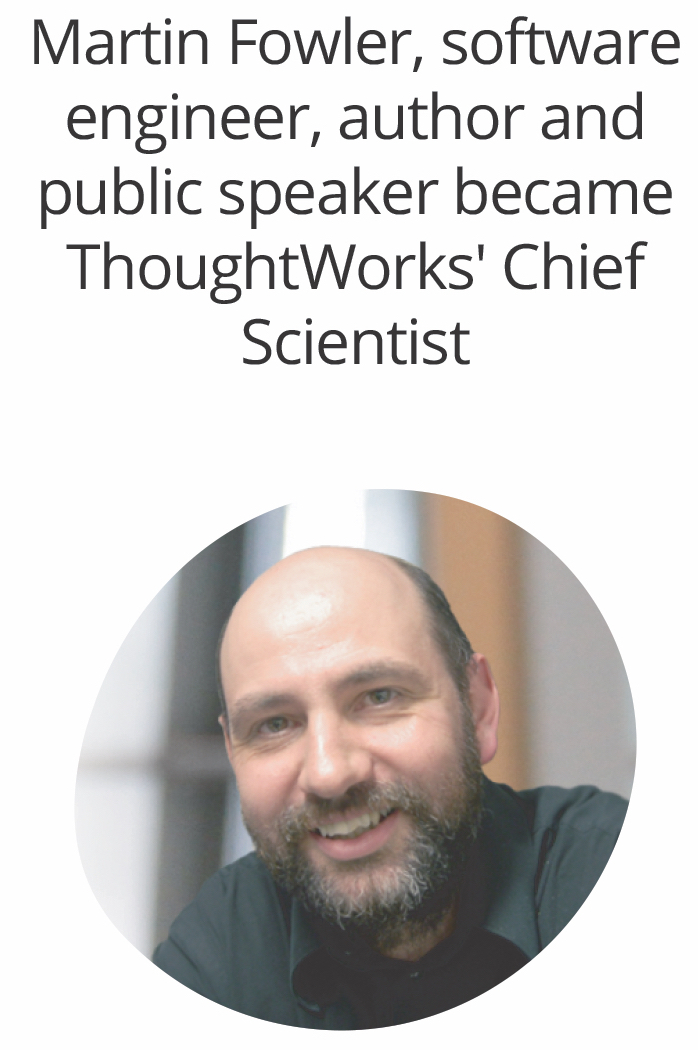 Martin Fowler, software
engineer, author and
public speaker became
ThoughtWorks' Chief
Scientist